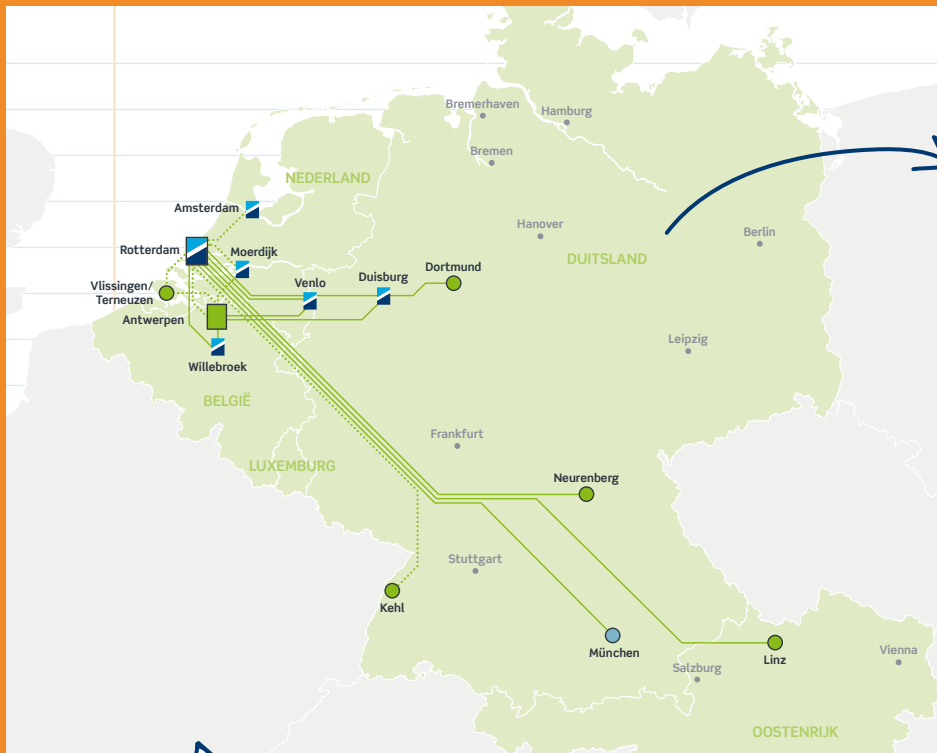 Bremerhaven
Hamburg
Bremen
NEDERLAND
Amsterdam
Hanover
Berlin
Rotterdam
Moerdijk
DUITSLAND
Dortmund
Duisburg
Venlo
Vlissingen/
Terneuzen
Antwerpen
Leipzig
Willebroek
BELGIË
Frankfurt
LUXEMBURG
Neurenberg
Stuttgart
Kehl
München
Linz
Vienna
Salzburg
OOSTENRIJK